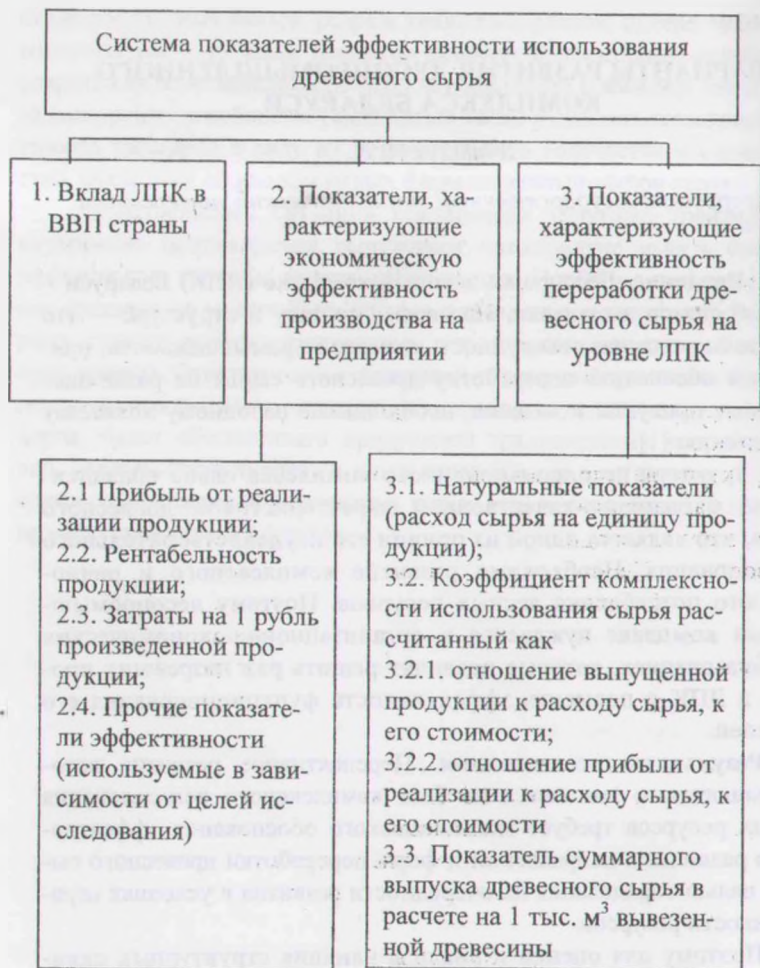 Система показателей эффективности использования
древесного сырья
1. Вклад ЛПК в
ВВП страны
2. Показатели, ха-
рактеризующие
экономическую
эффективность
производства на
предприятии
3. Показатели,
характеризующие
эффективность
переработки дре-
весного сырья на
уровне ЛПК
2.1 Прибыль от реали-
зации продукции;
2.2. Рентабельность
продукции;
2.3. Затраты на 1 рубль
произведенной про-
дукции;
2.4. Прочие показате-
ли эффективности
(используемые в зави-
симости от целей ис-
следования)
3.1. Натуральные показатели
(расход сырья на единицу про-
дукции);
3.2. Коэффициент комплексно-
сти использования сырья рас-
считанный как
3.2.1. отношение выпущенной
продукции к расходу сырья, к
его стоимости;
3.2.2. отношение прибыли от
реализации к расходу сырья, к
его стоимости
3.3. Показатель суммарного
выпуска древесного сырья в
расчете на 1 тыс. м³ вывезен-
ной древесины